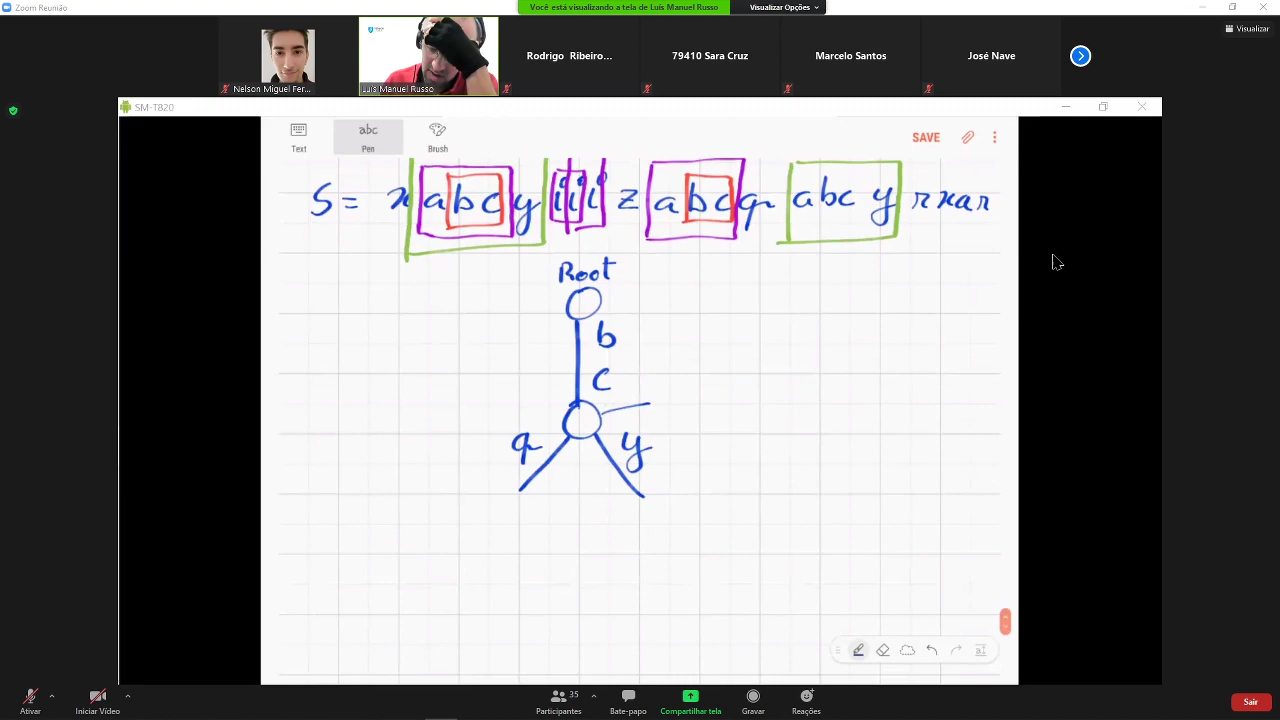 Zoom Reunião
Você está visualizando a tela de Luís Manuel Russo
Visualizar Opções
Visualizar
Nelson Miguel Fer...
Luís Manuel Russo
Rodrigo Ribeiro...
79410 Sara Cruz
Marcelo Santos
José Nave
SM-T820
Text
abc
Pen
Brush
SAVE
S = x abc y iii z abc q abc y r x a r
Root
b
c
q y
Ativar
Iniciar Vídeo
Participantes
35
Bate-papo
Compartilhar tela
Gravar
Reações
Sair